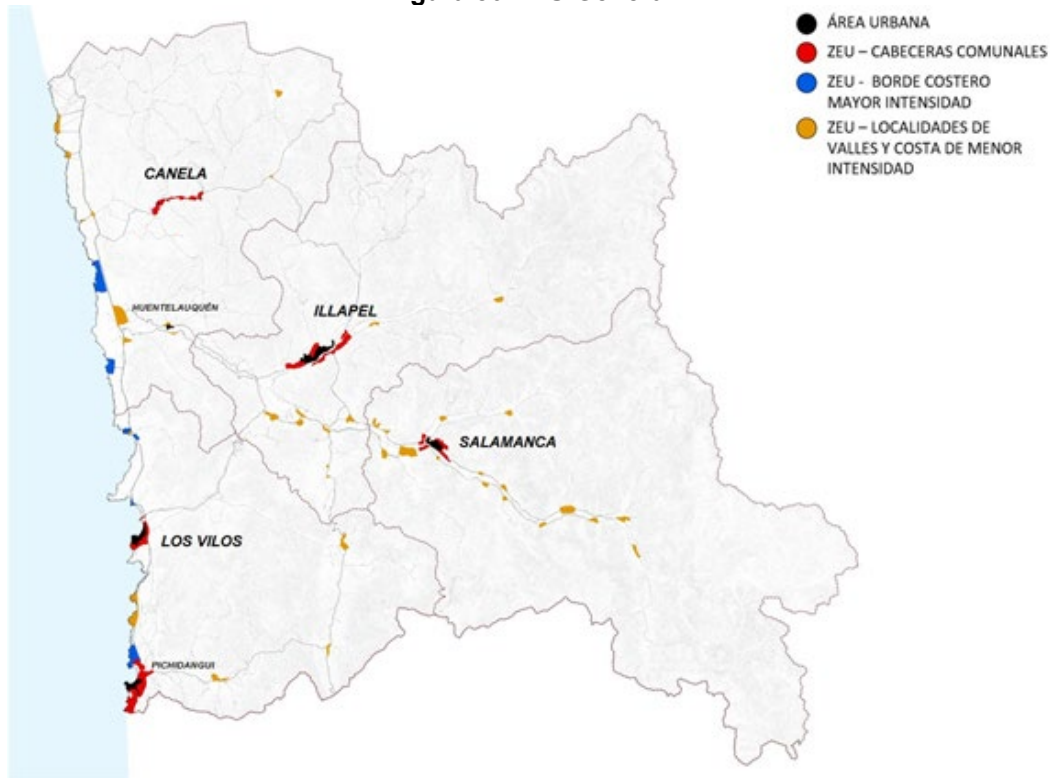 ÁREA URBANA
ZEU – CABECERAS COMUNALES
ZEU - BORDE COSTERO
MAYOR INTENSIDAD
ZEU – LOCALIDADES DE
VALLES Y COSTA DE MENOR
INTENSIDAD
CANELA
HUENTELAUQUÉN
ILLAPEL
SALAMANCA
LOS VILOS
PICHIDANGUI